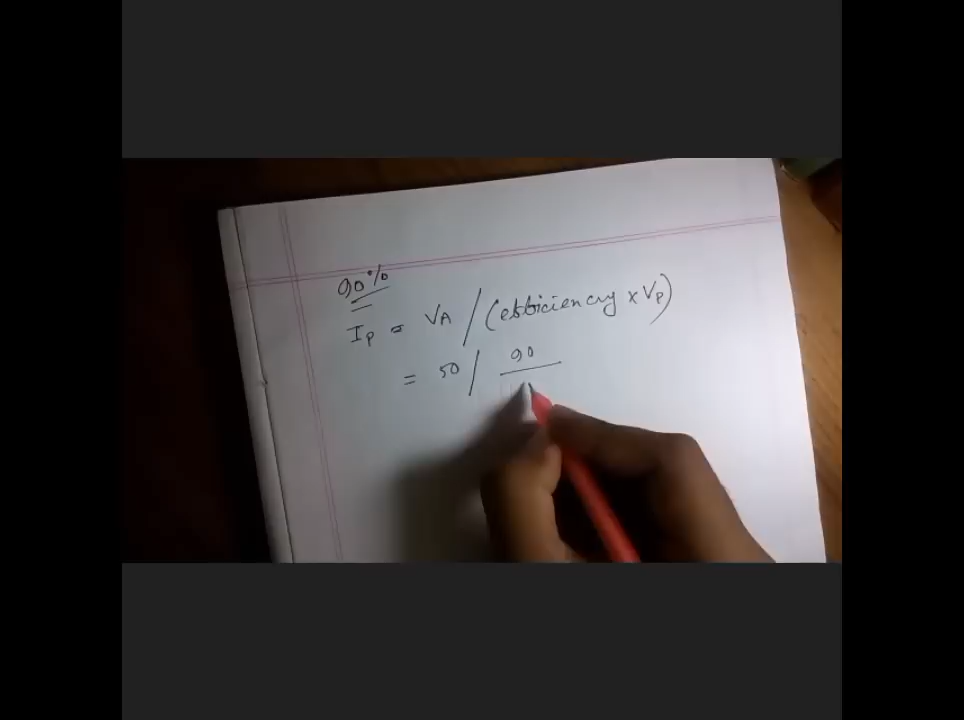 90%
Ip = VA / (efficiency x Vp)
= 50 / 90